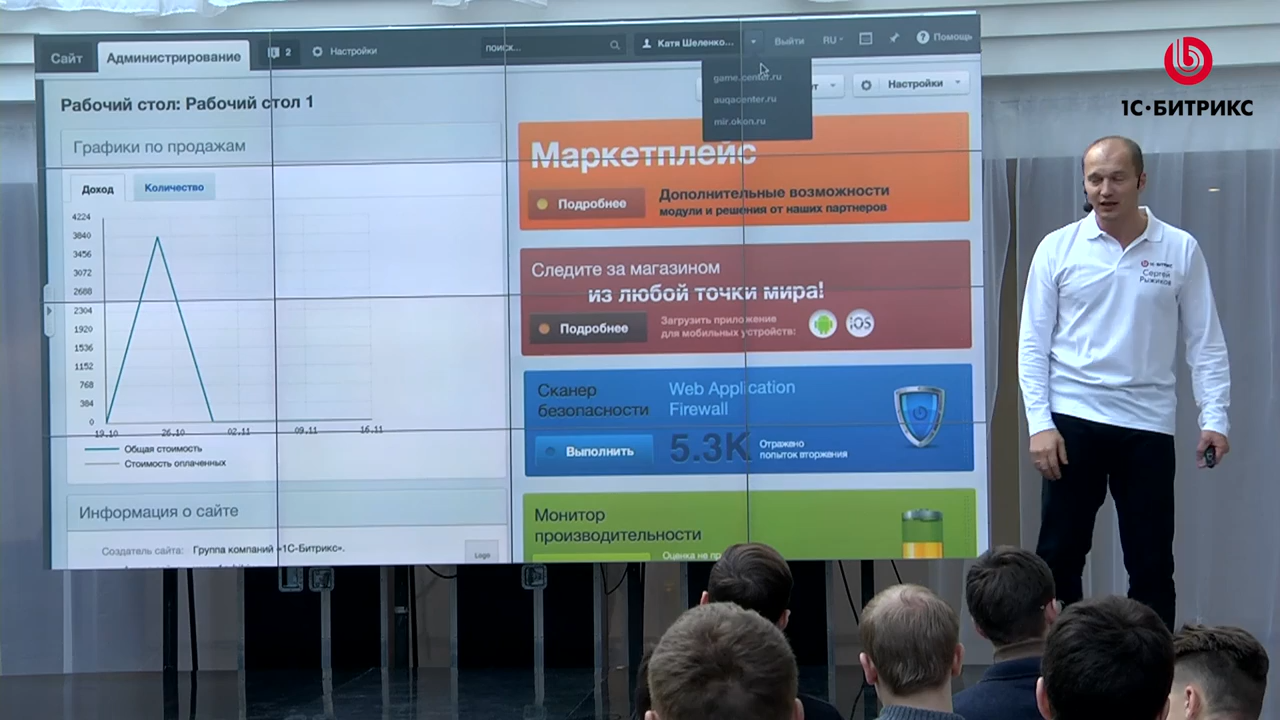 Сайт
Администрирование
2
Настройки
поиск...
Катя Шеленко...
Выйти
RU
Помощь
1С·БИТРИКС
game.center.ru
auqacenter.ru
mir.okon.ru
Настройки
Рабочий стол: Рабочий стол 1
Графики по продажам
Доход
Количество
4224
3840
3456
3072
2688
2304
1920
1536
1152
768
384
0
19.10
26.10
02.11
09.11
16.11
Общая стоимость
Стоимость оплаченных
Информация о сайте
Создатель сайта: Группа компаний «1С-Битрикс».
Logo
Маркетплейс
Подробнее
Дополнительные возможности
модули и решения от наших партнеров
Следите за магазином
из любой точки мира!
Подробнее
Загрузить приложение
для мобильных устройств:
iOS
Сканер
безопасности
Web Application
Firewall
Выполнить
5.3K
Отражено
попыток вторжения
Монитор
производительности
Оценка не
1С·БИТРИКС
Сергей
Рыжиков